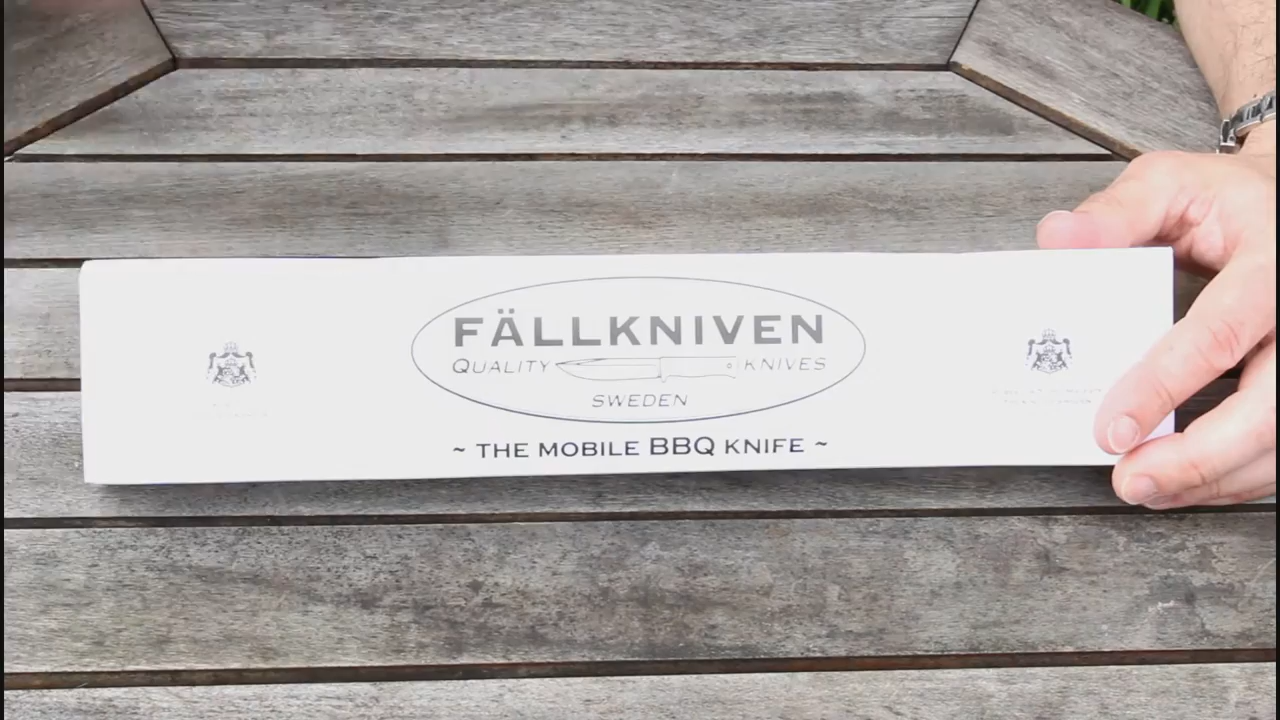 FÄLLKNIVEN
QUALITY KNIVES
SWEDEN
~ THE MOBILE BBQ KNIFE ~